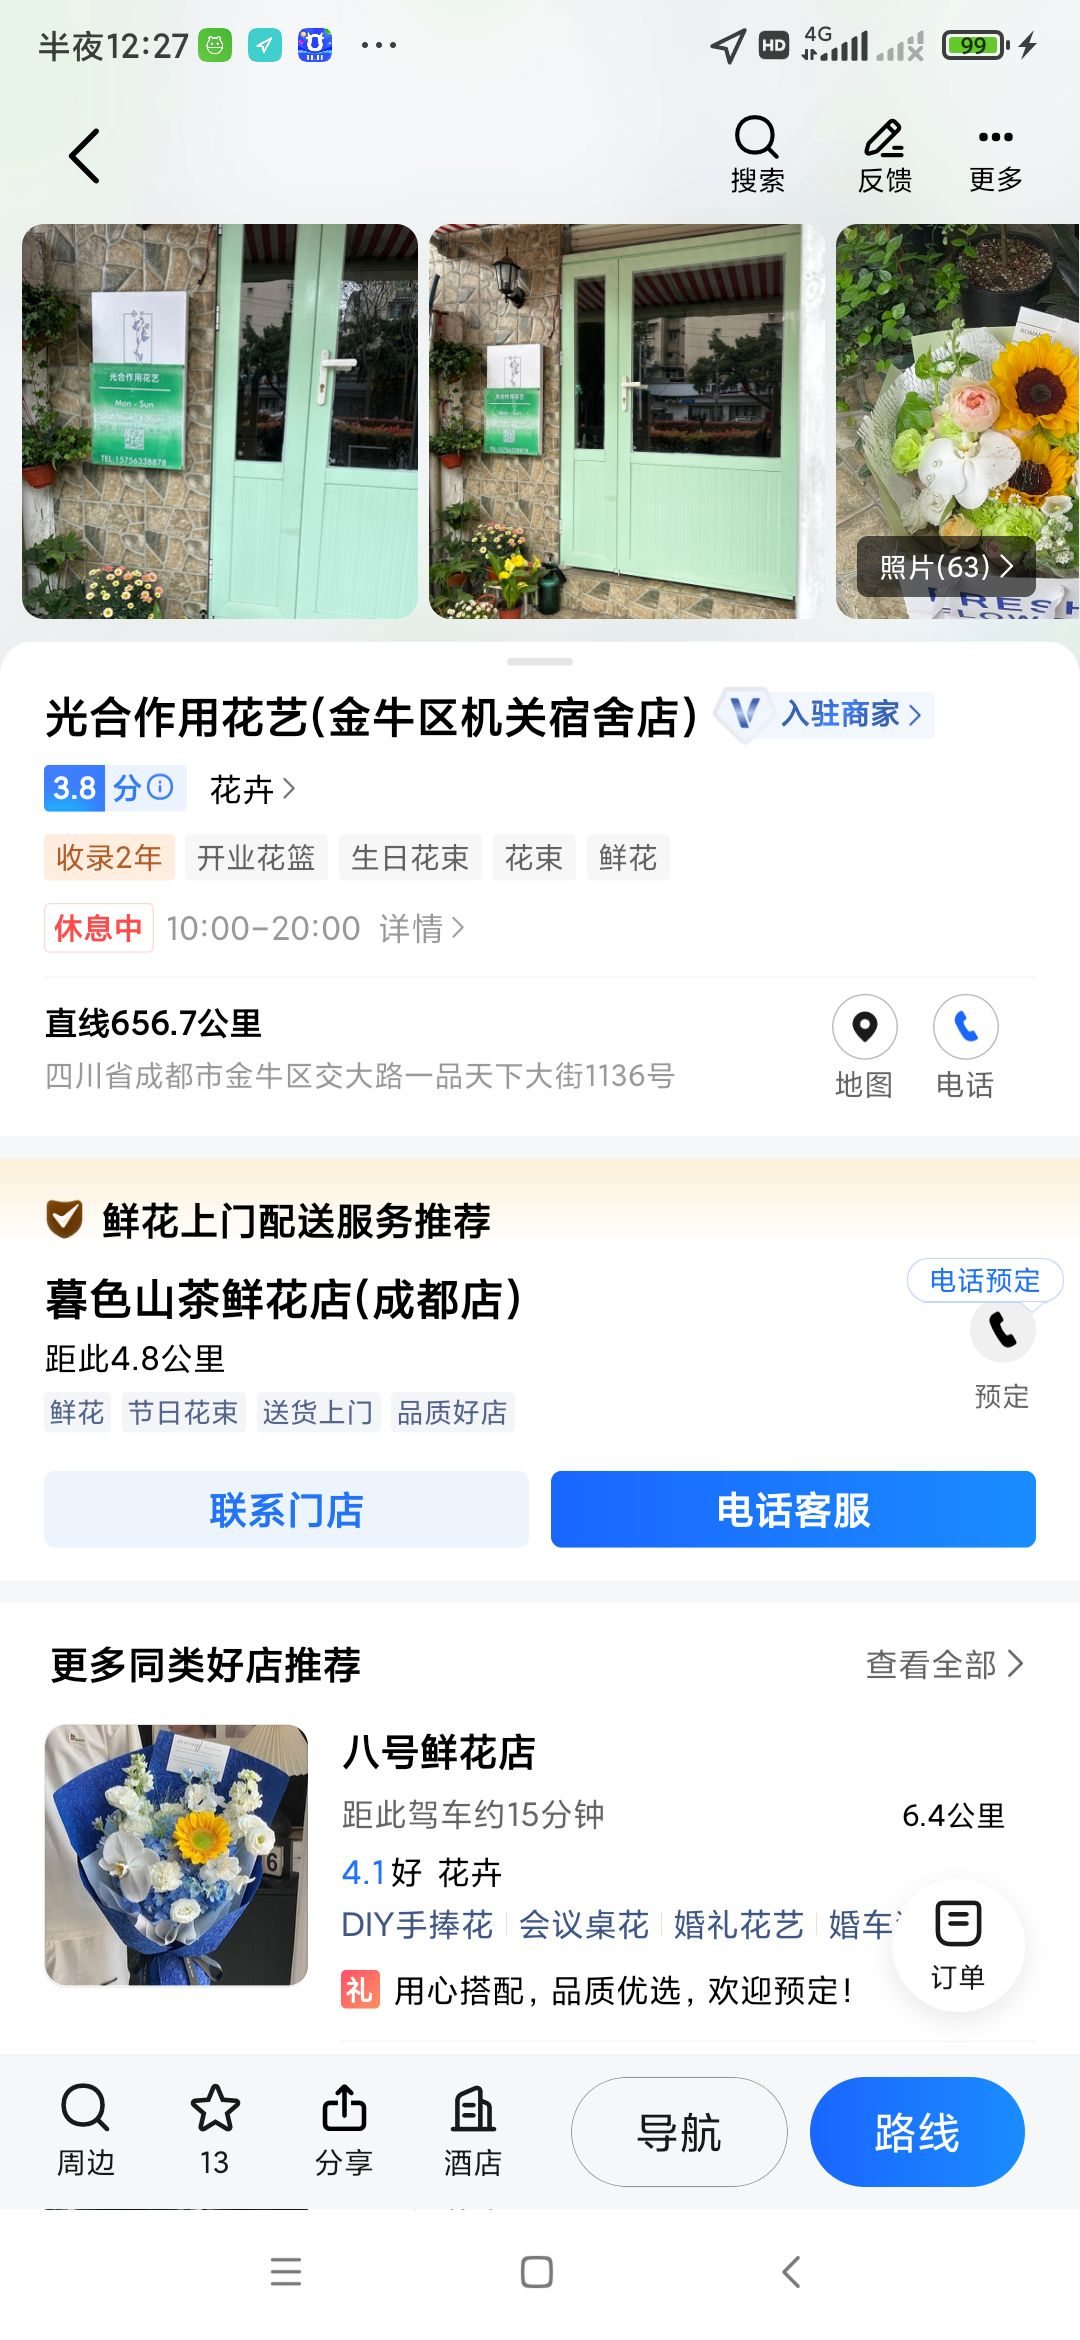 半夜12:27
HD
4G
99
搜索
反馈
更多
光合作用花艺
Mon - Sun
TEL:15756338878
光合作用花艺
Mon - Sun
照片(63)
光合作用花艺(金牛区机关宿舍店)
V 入驻商家
3.8 分 花卉
收录2年 开业花篮 生日花束 花束 鲜花
休息中 10:00-20:00 详情
直线656.7公里
四川省成都市金牛区交大路一品天下大街1136号
地图
电话
鲜花上门配送服务推荐
暮色山茶鲜花店(成都店)
电话预定
距此4.8公里
预定
鲜花 节日花束 送货上门 品质好店
联系门店
电话客服
更多同类好店推荐
查看全部
八号鲜花店
距此驾车约15分钟
6.4公里
4.1好 花卉
DIY手捧花 会议桌花 婚礼花艺 婚车
礼 用心搭配，品质优选，欢迎预定！
订单
周边
13
分享
酒店
导航
路线